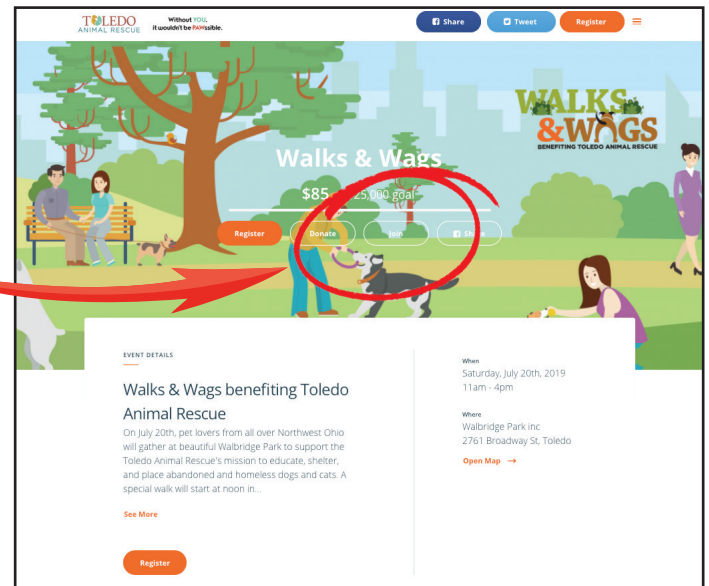 TOLEDO
ANIMAL RESCUE
Without YOU,
it wouldn't be PAWssible.
Share
Tweet
Register
WALKS
& WAGS
BENEFITING TOLEDO ANIMAL RESCUE
Walks & Wags
$85 25,000 goal
Register
Donate
Join
Share
EVENT DETAILS
Walks & Wags benefiting Toledo
Animal Rescue
On July 20th, pet lovers from all over Northwest Ohio
will gather at beautiful Walbridge Park to support the
Toledo Animal Rescue's mission to educate, shelter,
and place abandoned and homeless dogs and cats. A
special walk will start at noon in...
See More
Register
When
Saturday, July 20th, 2019
11am - 4pm
Where
Walbridge Park inc
2761 Broadway St, Toledo
Open Map →